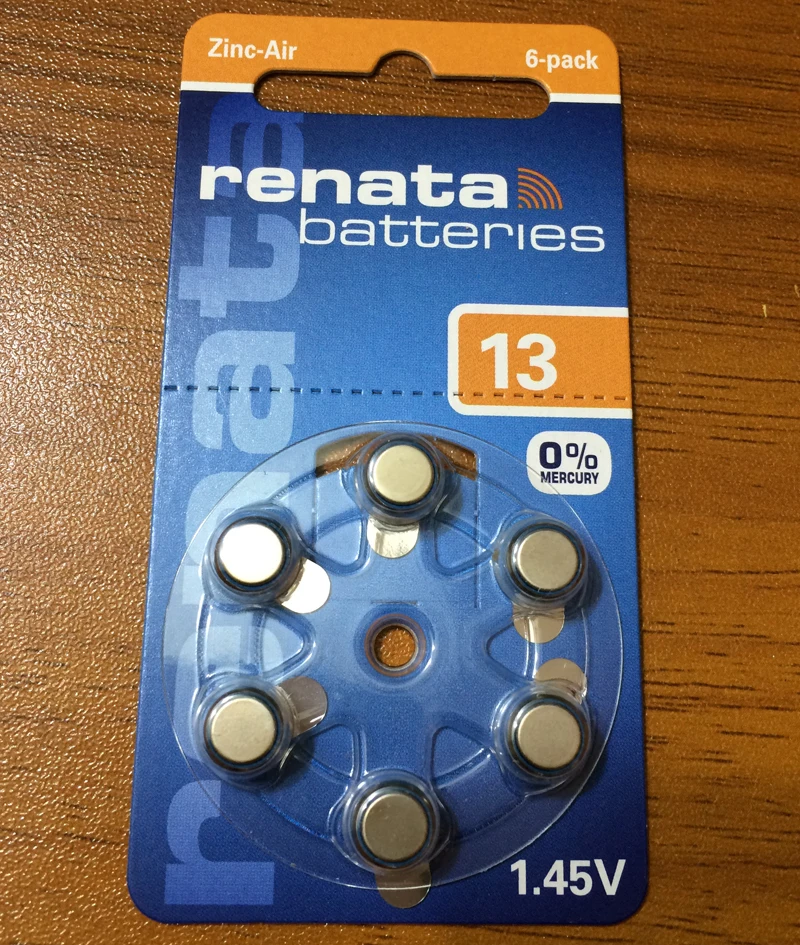 Zinc-Air
6-pack
renata
batteries
13
0%
MERCURY
renata
1.45V